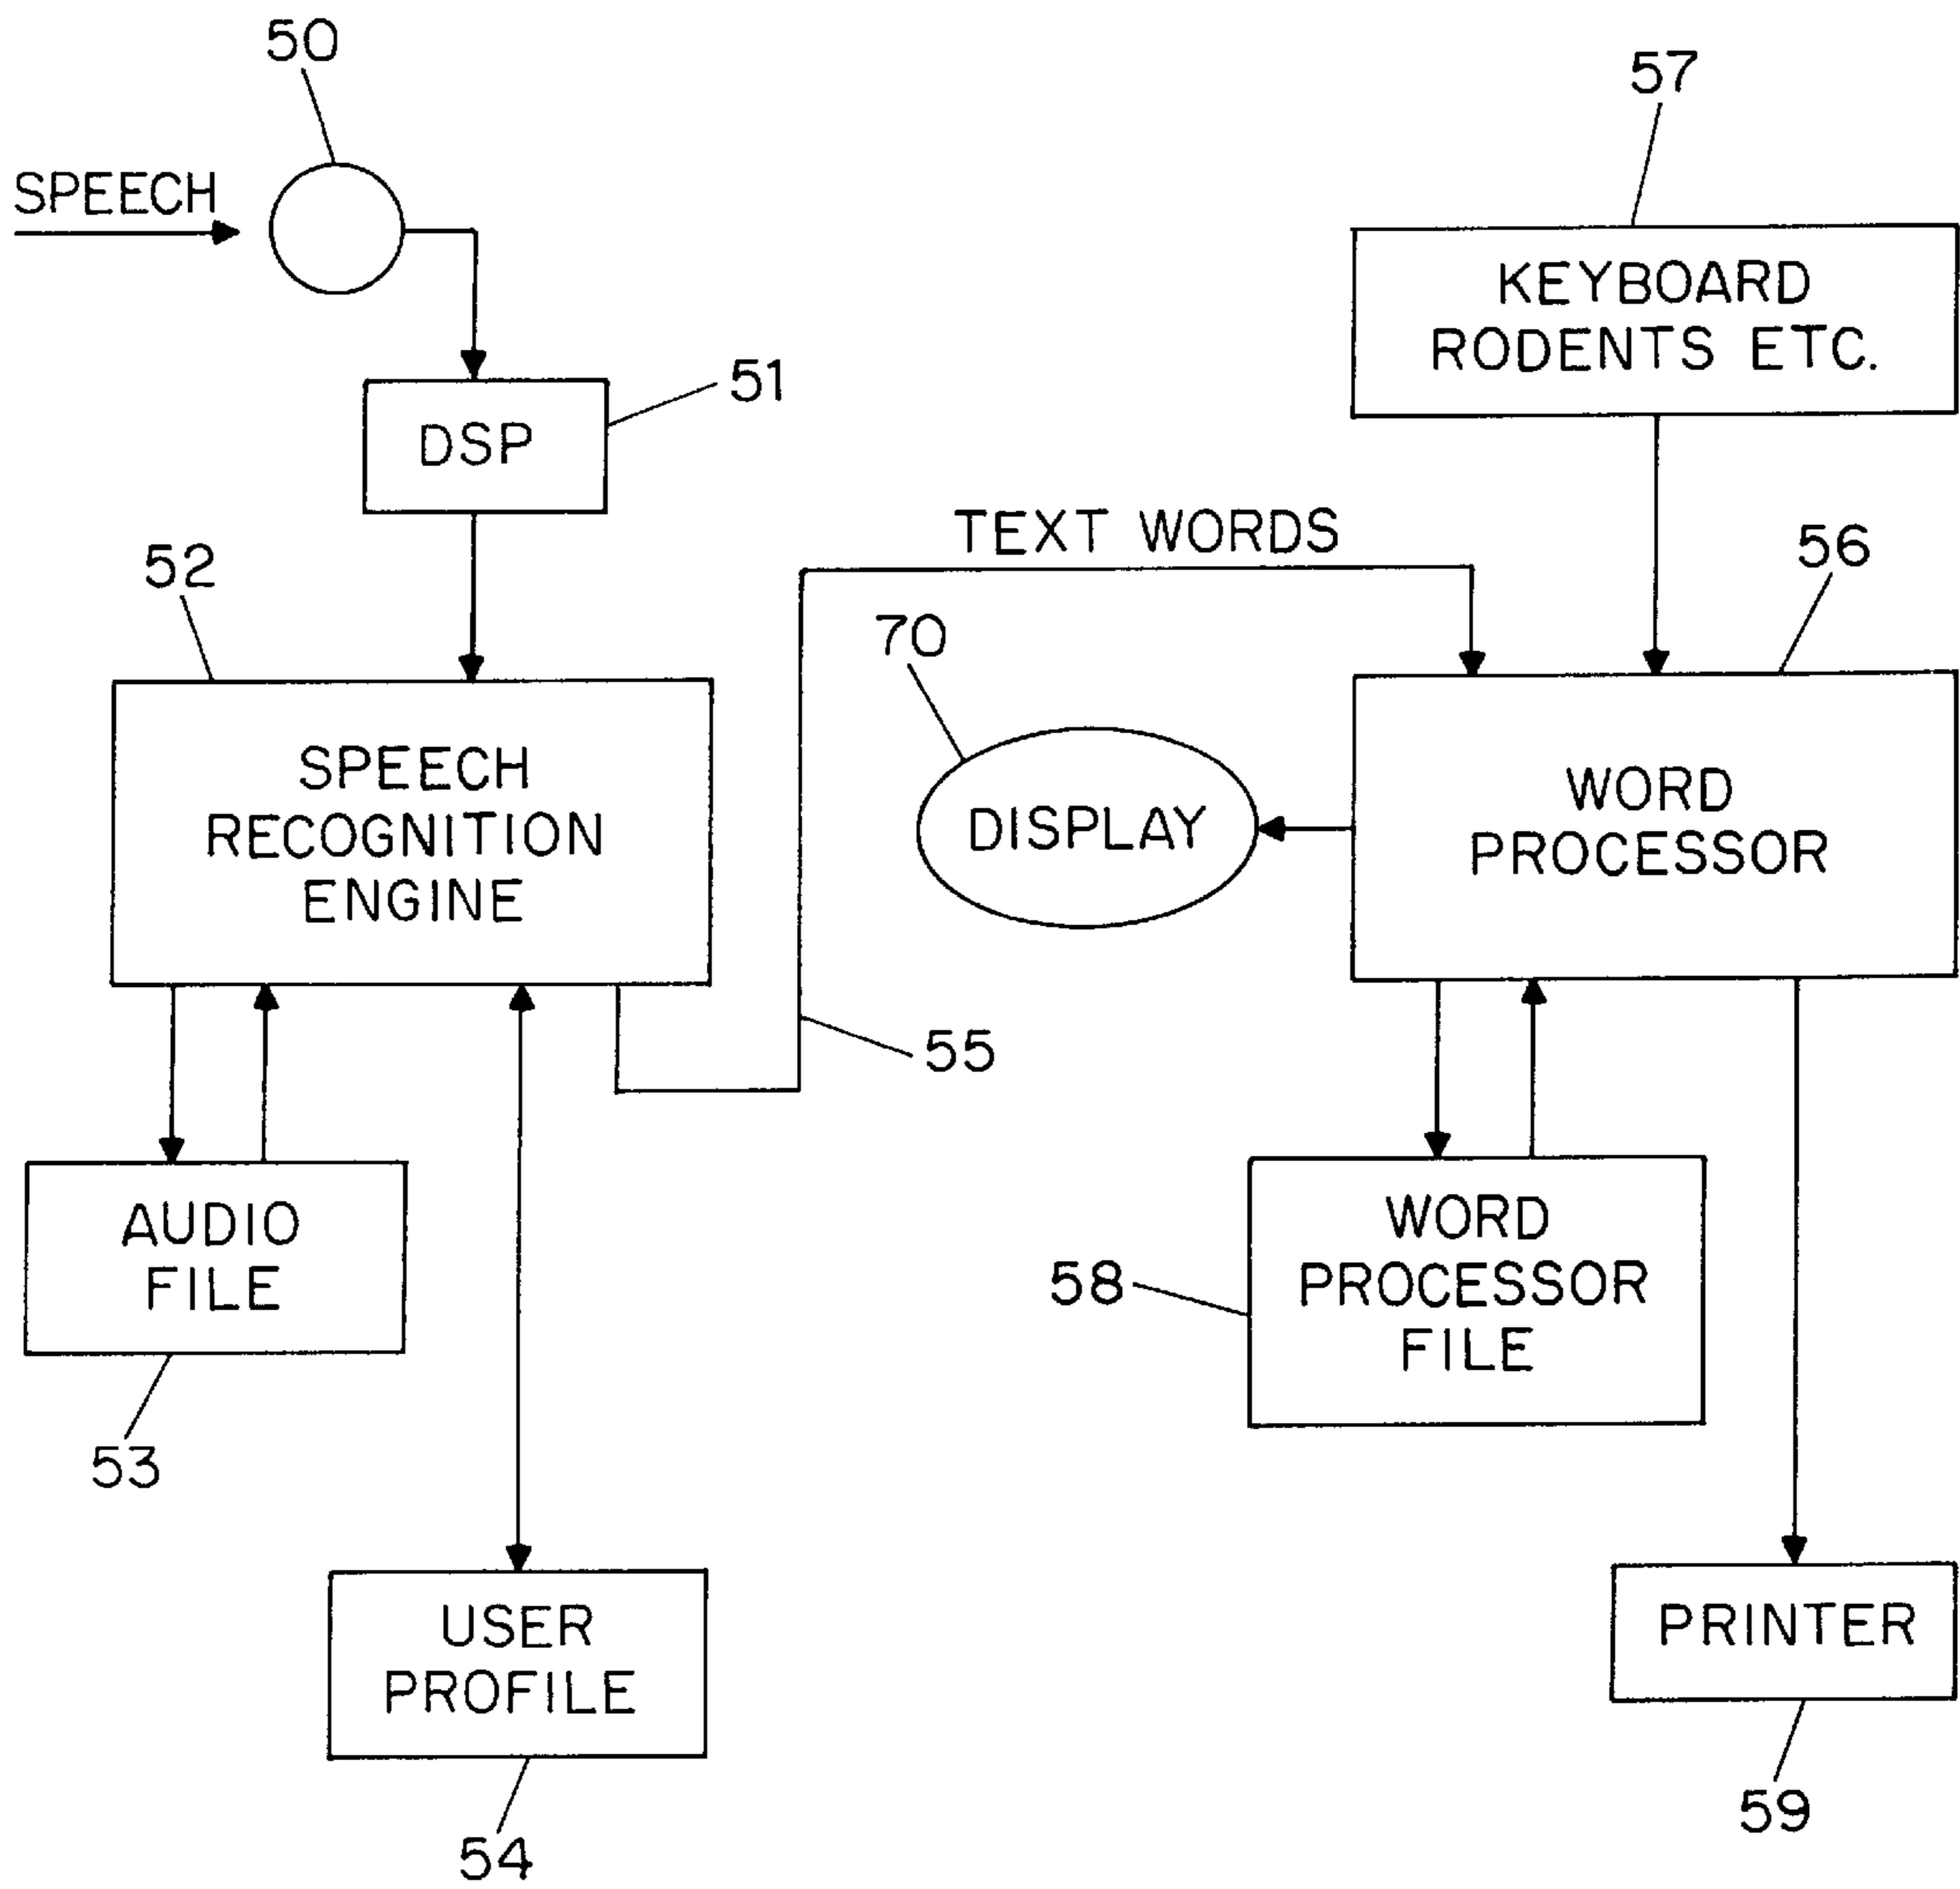 50
57
SPEECH
KEYBOARD
RODENTS ETC.
51
DSP
TEXT WORDS
52
56
70
SPEECH
RECOGNITION
ENGINE
DISPLAY
WORD
PROCESSOR
55
AUDIO
FILE
WORD
PROCESSOR
FILE
58
53
USER
PROFILE
PRINTER
54
59